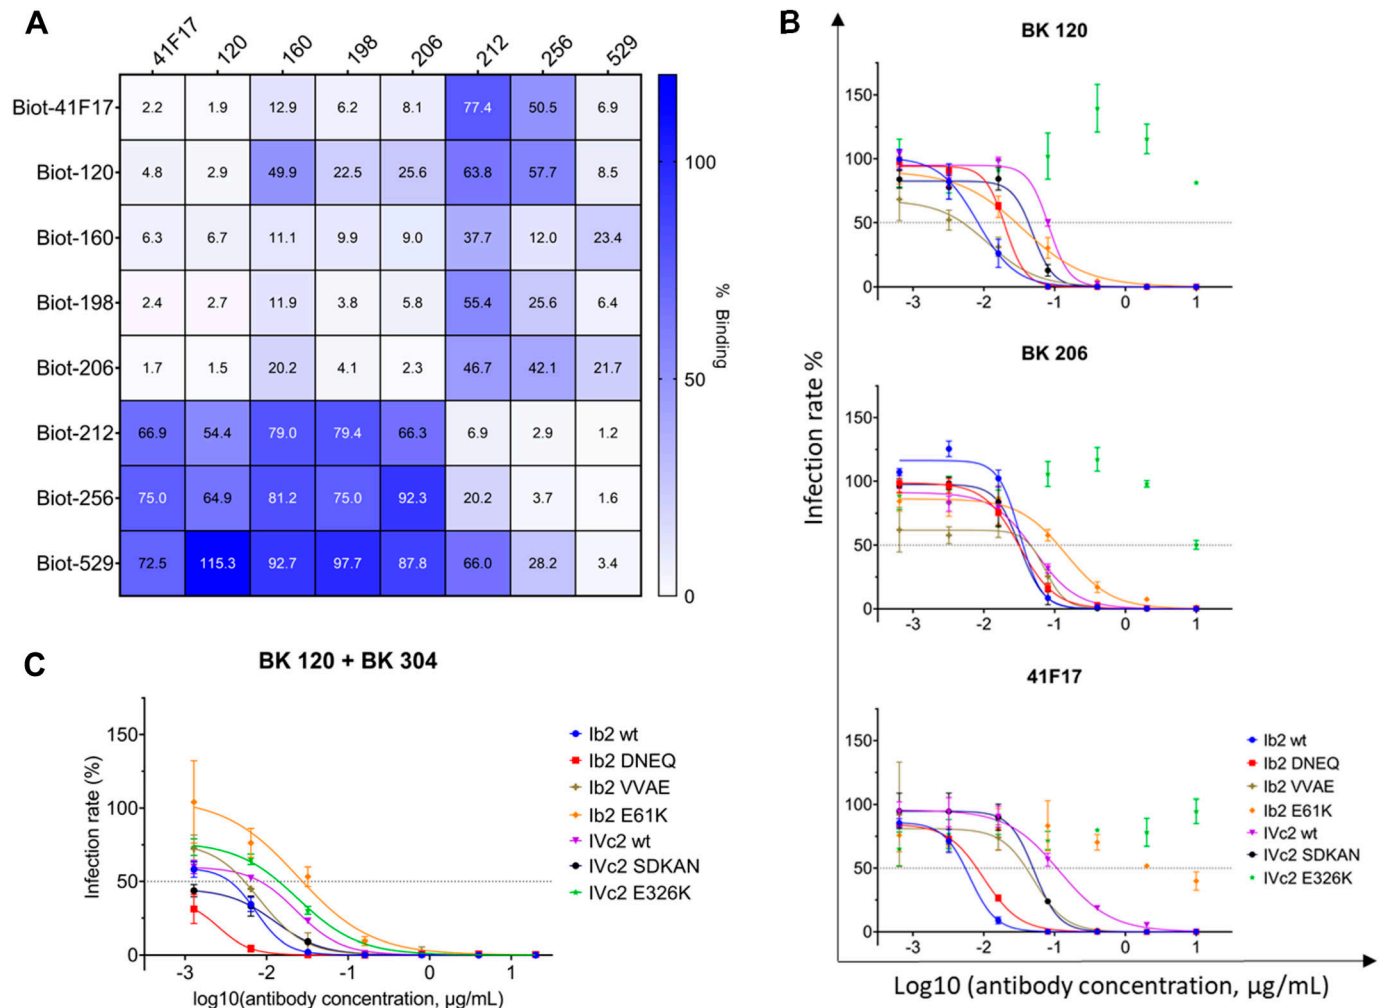 A
41F17 120 160 198 206 212 256 529
Biot-41F17 2.2 1.9 12.9 6.2 8.1 77.4 50.5 6.9
Biot-120 4.8 2.9 49.9 22.5 25.6 63.8 57.7 8.5
Biot-160 6.3 6.7 11.1 9.9 9.0 37.7 12.0 23.4
Biot-198 2.4 2.7 11.9 3.8 5.8 55.4 25.6 6.4
Biot-206 1.7 1.5 20.2 4.1 2.3 46.7 42.1 21.7
Biot-212 66.9 54.4 79.0 79.4 66.3 6.9 2.9 1.2
Biot-256 75.0 64.9 81.2 75.0 92.3 20.2 3.7 1.6
Biot-529 72.5 115.3 92.7 97.7 87.8 66.0 28.2 3.4
100
50
0
% Binding
B
Infection rate %
BK 120
150
100
50
0
-3 -2 -1 0 1
BK 206
150
100
50
0
-3 -2 -1 0 1
41F17
150
100
50
0
-3 -2 -1 0 1
Ib2 wt
Ib2 DNEQ
Ib2 VVAE
Ib2 E61K
IVc2 wt
IVc2 SDKAN
IVc2 E326K
Log10 (antibody concentration, µg/mL)
C
BK 120 + BK 304
Infection rate (%)
150
100
50
0
-3 -2 -1 0 1
log10(antibody concentration, µg/mL)
Ib2 wt
Ib2 DNEQ
Ib2 VVAE
Ib2 E61K
IVc2 wt
IVc2 SDKAN
IVc2 E326K